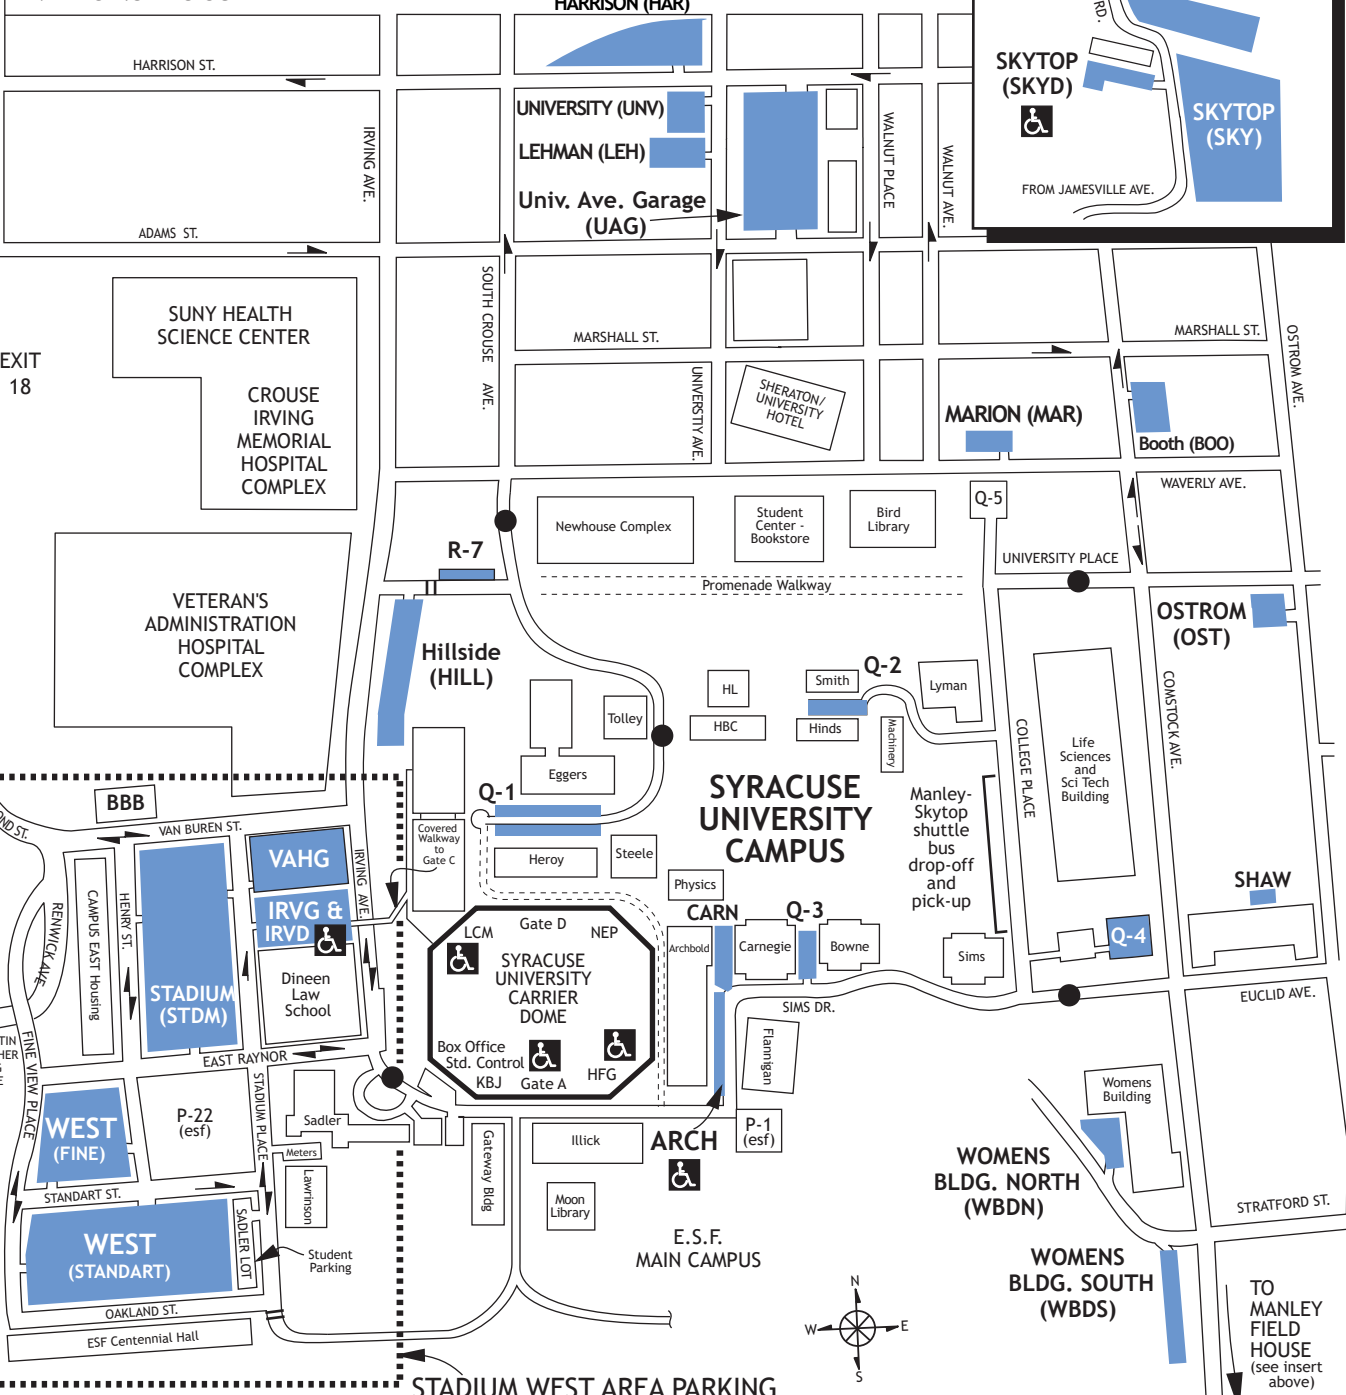 HARRISON (HAR)
HARRISON ST.
IRVING AVE.
UNIVERSITY (UNV)
LEHMAN (LEH)
Univ. Ave. Garage
(UAG)
WALNUT PLACE
WALNUT AVE.
RD.
SKYTOP
(SKYD)
SKYTOP
(SKY)
FROM JAMESVILLE AVE.
ADAMS ST.
SUNY HEALTH
SCIENCE CENTER
EXIT
18
CROUSE
IRVING
MEMORIAL
HOSPITAL
COMPLEX
SOUTH CROUSE AVE.
MARSHALL ST.
UNIVERSTIY AVE.
SHERATON/
UNIVERSITY
HOTEL
MARSHALL ST.
OSTROM AVE.
MARION (MAR)
Booth (BOO)
WAVERLY AVE.
Newhouse Complex
Student
Center -
Bookstore
Bird
Library
Q-5
R-7
UNIVERSITY PLACE
Promenade Walkway
VETERAN'S
ADMINISTRATION
HOSPITAL
COMPLEX
Hillside
(HILL)
OSTROM
(OST)
Q-2
Smith
Lyman
HL
Tolley
HBC
Hinds
Machinery
COLLEGE PLACE
COMSTOCK AVE.
Life
Sciences
and
Sci Tech
Building
Eggers
Q-1
SYRACUSE
UNIVERSITY
CAMPUS
Manley-
Skytop
shuttle
bus
drop-off
and
pick-up
BBB
OND ST.
VAN BUREN ST.
VAHG
IRVING AVE.
Covered
Walkway
to
Gate C
Heroy
Steele
Physics
SHAW
CAMPUS EAST Housing
HENRY ST.
RENWICK AVE
IRVG &
IRVD
CARN
Q-3
Archbold
Carnegie
Bowne
Sims
Q-4
Gate D
LCM
NEP
SYRACUSE
UNIVERSITY
CARRIER
DOME
Box Office
Std. Control
KBJ
Gate A
HFG
Dineen
Law
School
STADIUM
(STDM)
SIMS DR.
EUCLID AVE.
Flannigan
TIN
HER
E
FINE VIEW PLACE
EAST RAYNOR
STADIUM PLACE
WEST
(FINE)
P-22
(esf)
Sadler
Meters
Lawrinson
Gateway Bldg
Illick
Moon
Library
ARCH
P-1
(esf)
Womens
Building
WOMENS
BLDG. NORTH
(WBDN)
STANDART ST.
STRATFORD ST.
WEST
(STANDART)
SADLER LOT
Student
Parking
E.S.F.
MAIN CAMPUS
WOMENS
BLDG. SOUTH
(WBDS)
OAKLAND ST.
ESF Centennial Hall
N
W
E
S
TO
MANLEY
FIELD
HOUSE
(see insert
above)
STADIUM WEST AREA PARKING